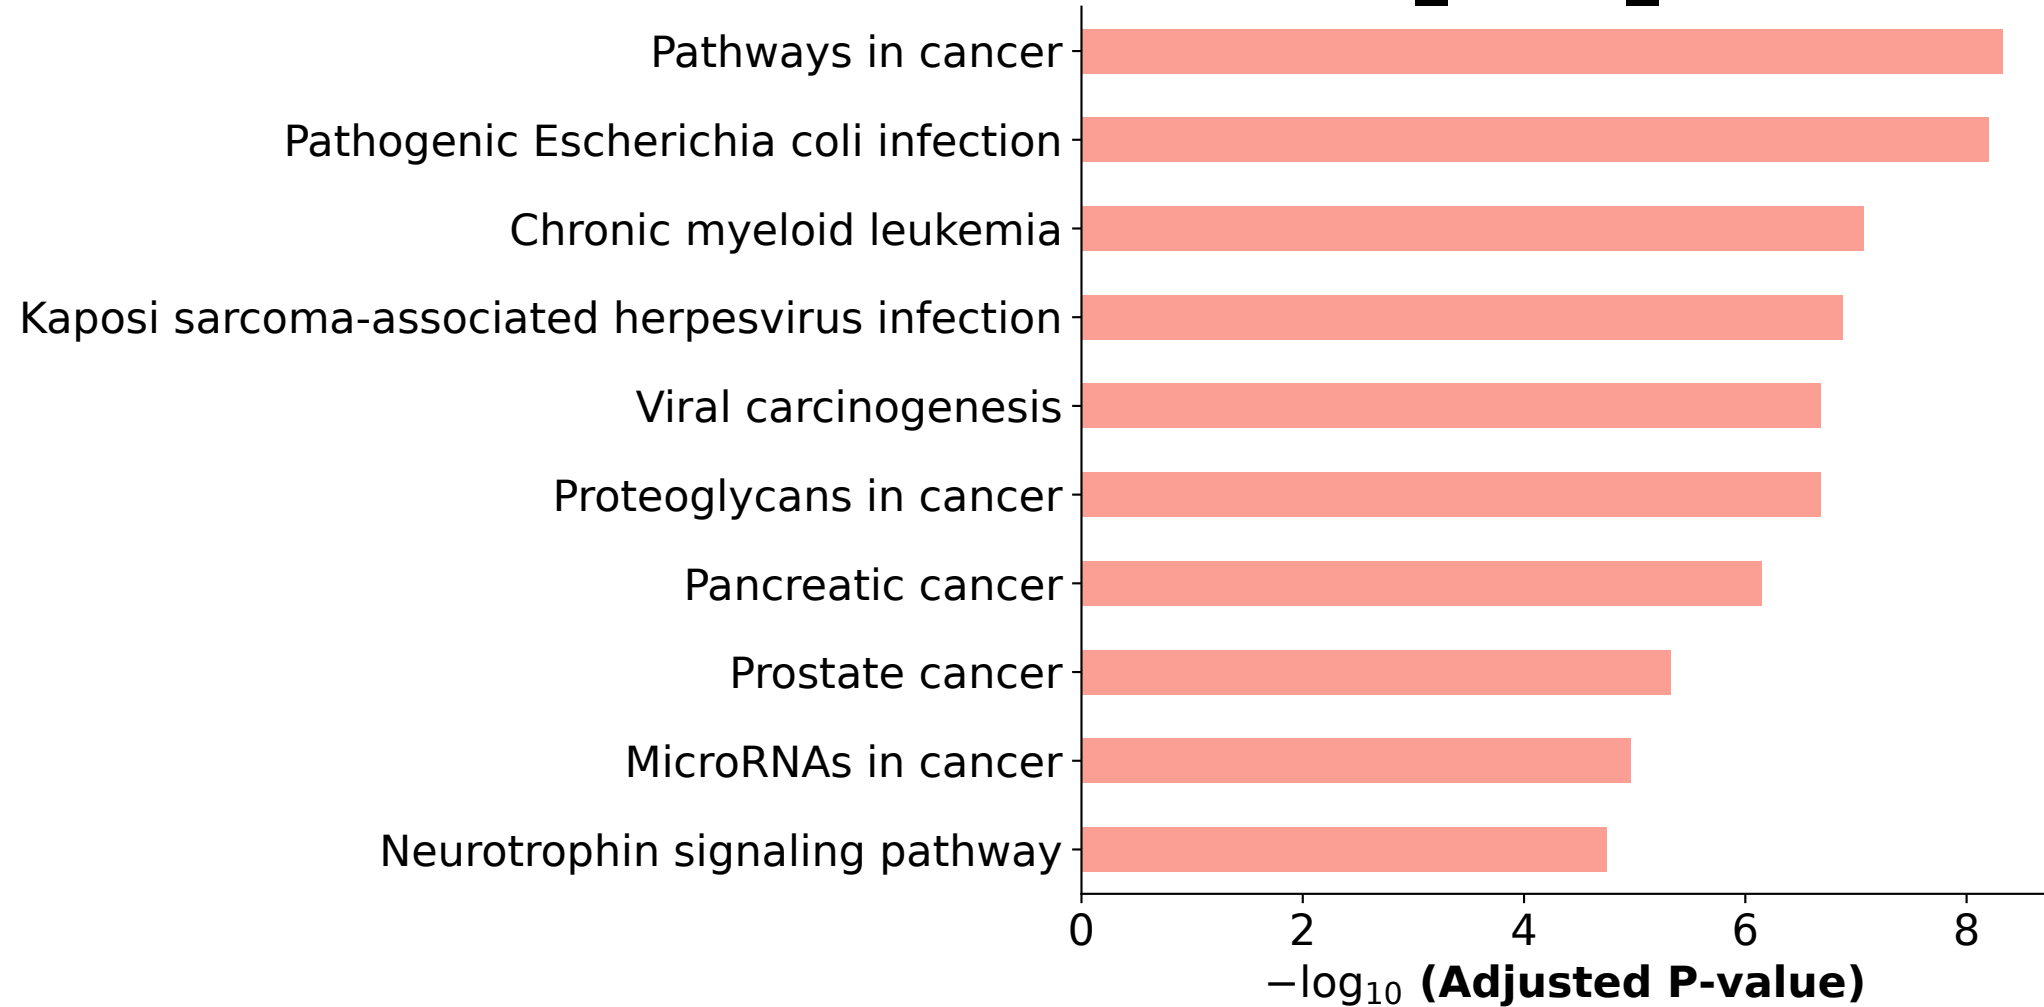 Pathways in cancer
Pathogenic Escherichia coli infection
Chronic myeloid leukemia
Kaposi sarcoma-associated herpesvirus infection
Viral carcinogenesis
Proteoglycans in cancer
Pancreatic cancer
Prostate cancer
MicroRNAs in cancer
Neurotrophin signaling pathway
0 2 4 6 8
−log₁₀ (Adjusted P-value)